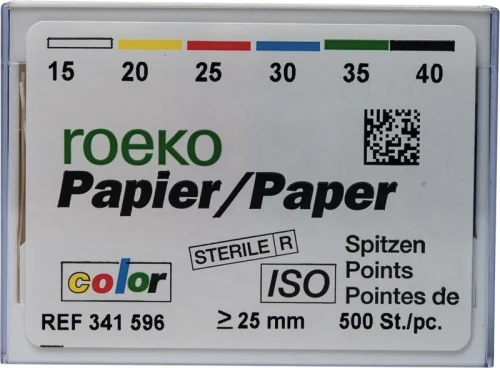 15 20 25 30 35 40
roeko
Papier/Paper
STERILE R
Spitzen
Points
Pointes de
color
ISO
REF 341 596
≥ 25 mm
500 St./pc.